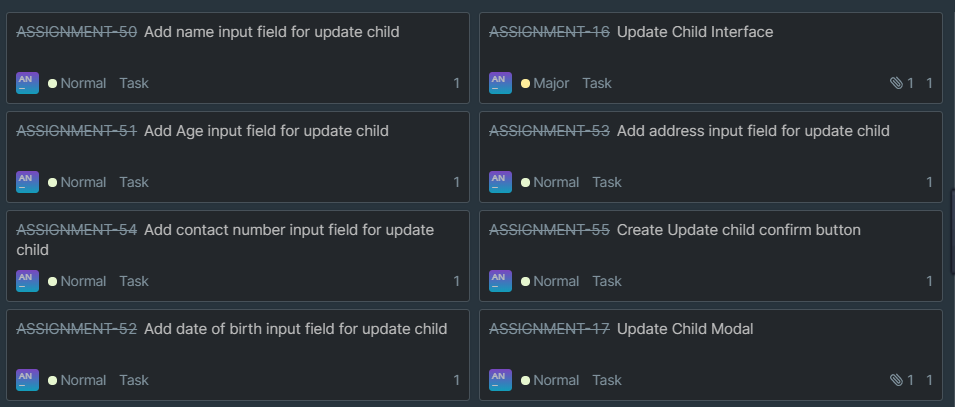 ASSIGNMENT-50 Add name input field for update child
AN
Normal Task 1
ASSIGNMENT-16 Update Child Interface
AN
Major Task 1 1
ASSIGNMENT-51 Add Age input field for update child
AN
Normal Task 1
ASSIGNMENT-53 Add address input field for update child
AN
Normal Task 1
ASSIGNMENT-54 Add contact number input field for update
child
AN
Normal Task 1
ASSIGNMENT-55 Create Update child confirm button
AN
Normal Task 1
ASSIGNMENT-52 Add date of birth input field for update child
AN
Normal Task 1
ASSIGNMENT-17 Update Child Modal
AN
Normal Task 1 1